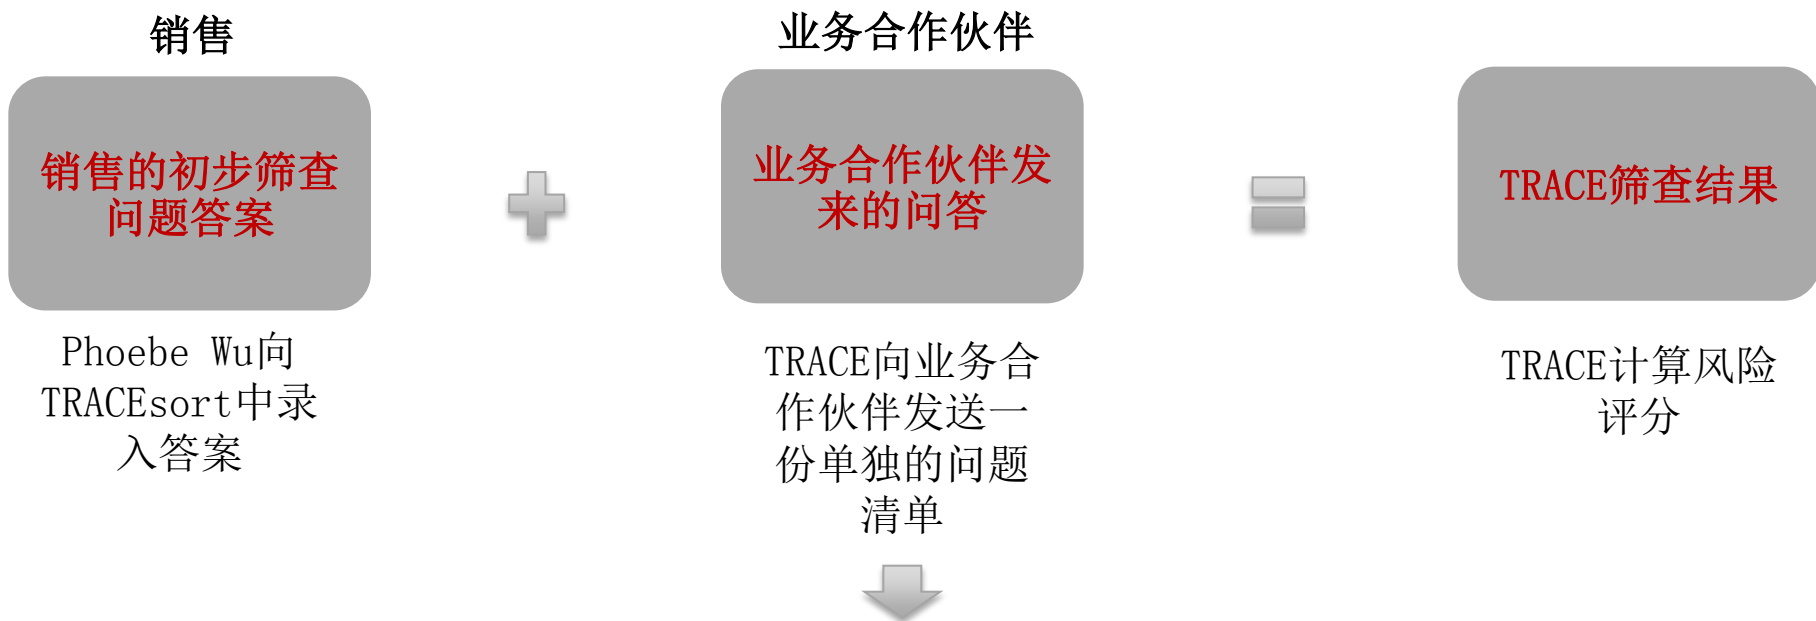 销售
业务合作伙伴
销售的初步筛查
问题答案
业务合作伙伴发
来的问答
TRACE筛查结果
Phoebe Wu向
TRACEsort中录
入答案
TRACE向业务合
作伙伴发送一
份单独的问题
清单
TRACE计算风险
评分